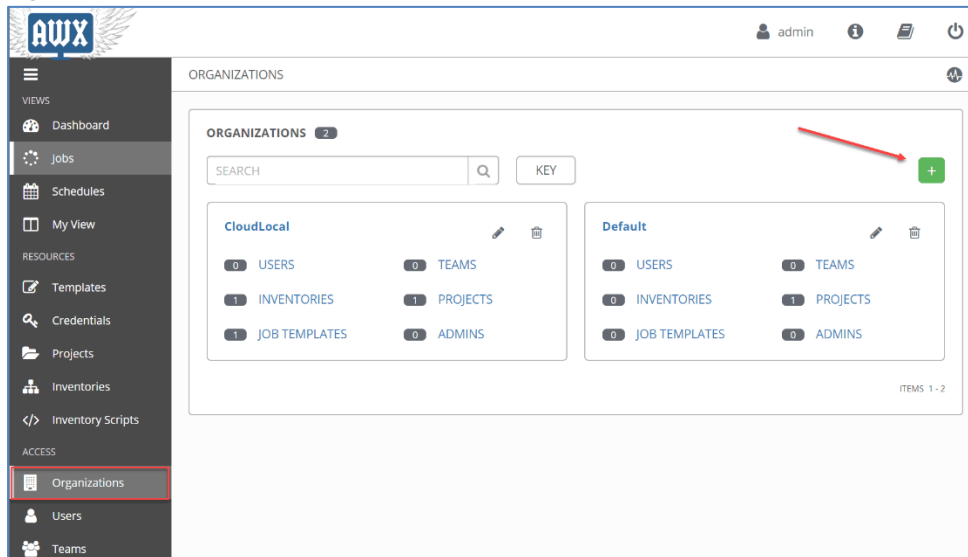 AWX
admin
ORGANIZATIONS
VIEWS
Dashboard
Jobs
Schedules
My View
RESOURCES
Templates
Credentials
Projects
Inventories
Inventory Scripts
ACCESS
Organizations
Users
Teams
ORGANIZATIONS 2
SEARCH
KEY
+
CloudLocal
0 USERS 0 TEAMS
1 INVENTORIES 1 PROJECTS
1 JOB TEMPLATES 0 ADMINS
Default
0 USERS 0 TEAMS
0 INVENTORIES 1 PROJECTS
0 JOB TEMPLATES 0 ADMINS
ITEMS 1 - 2